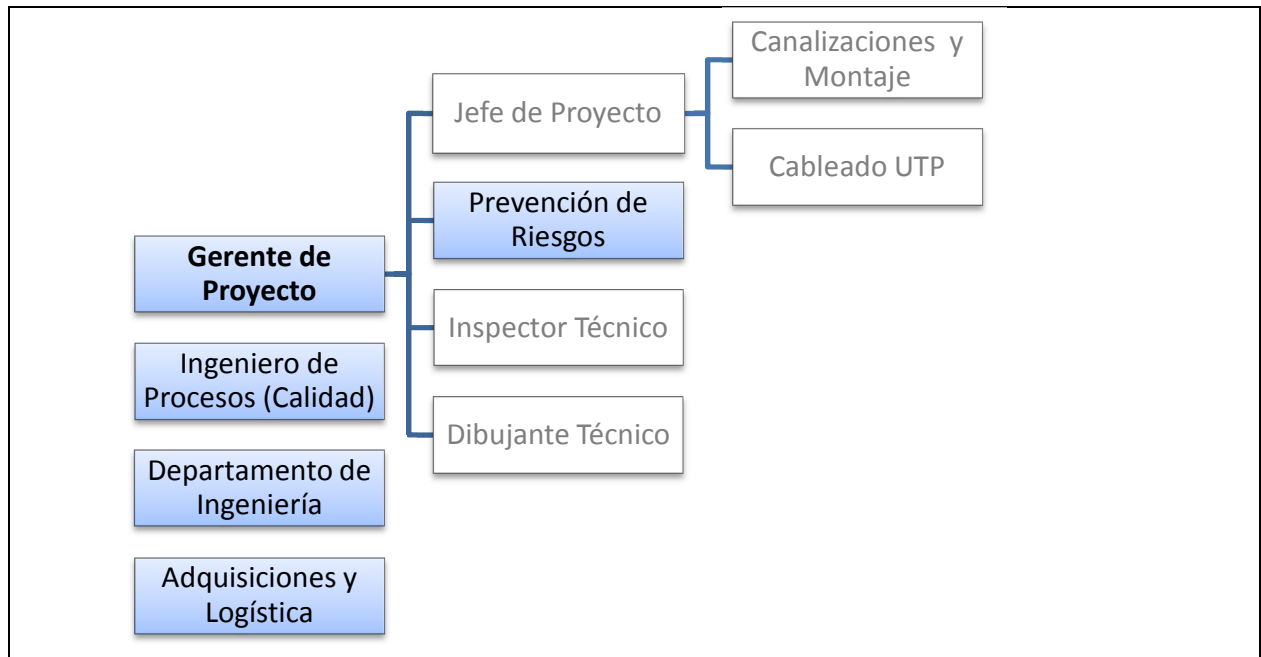 Canalizaciones y
Montaje
Jefe de Proyecto
Cableado UTP
Prevención de
Riesgos
Gerente de
Proyecto
Inspector Técnico
Ingeniero de
Procesos (Calidad)
Dibujante Técnico
Departamento de
Ingeniería
Adquisiciones y
Logística